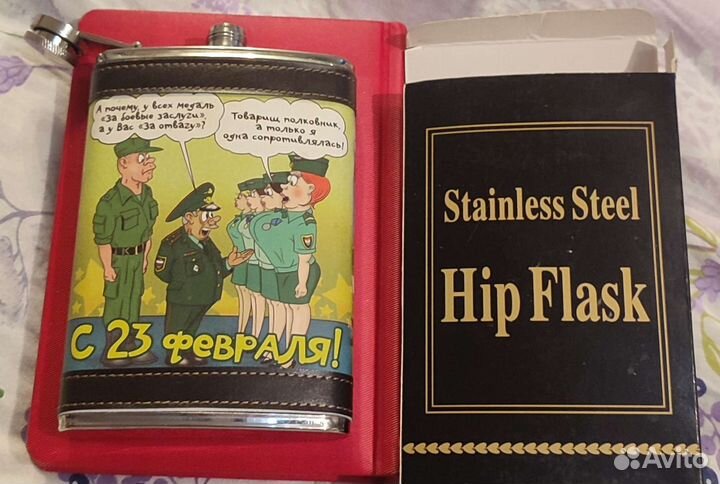 А почему, у всех медаль
«За боевые заслуги»,
а у Вас «За отвагу»?
Товарищ полковник,
а только я
одна сопротивлялась!
С 23 ФЕВРАЛЯ!
Stainless Steel
Hip Flask
Avito